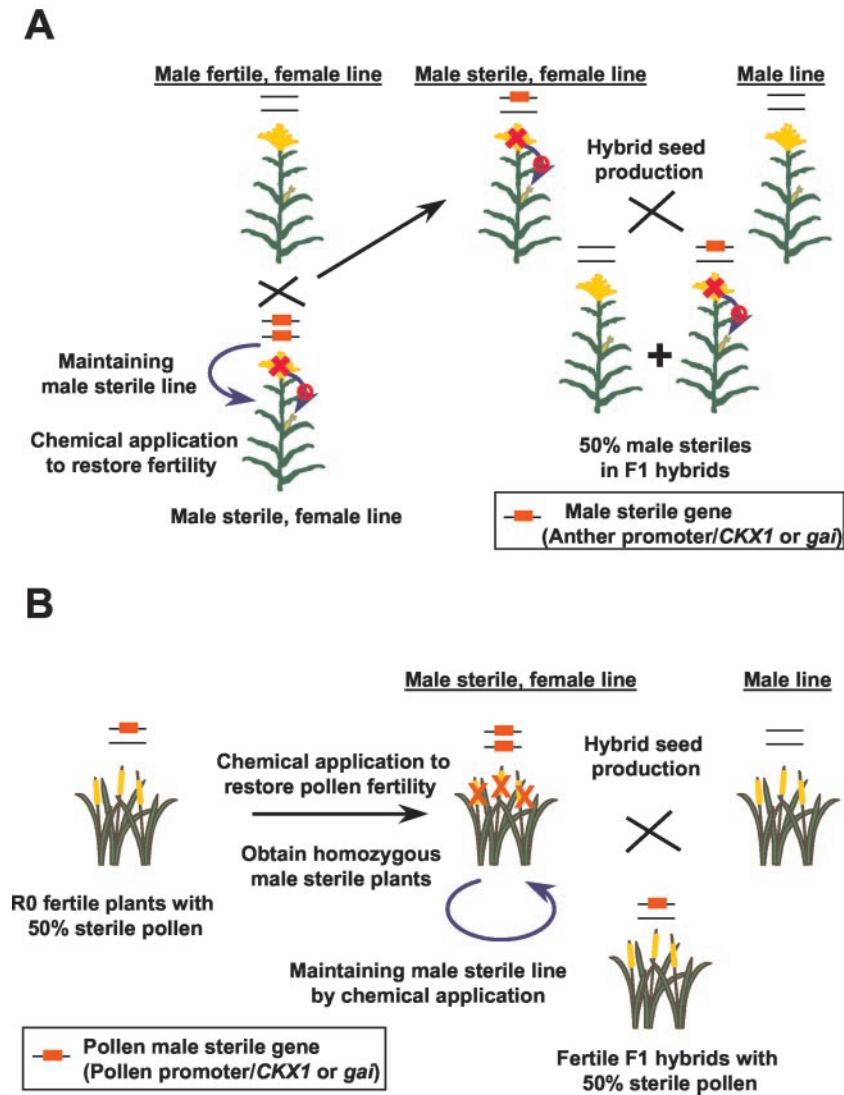 A
Male fertile, female line
Male sterile, female line
Male line
Hybrid seed
production
Maintaining
male sterile line
Chemical application
to restore fertility
Male sterile, female line
+
50% male steriles
in F1 hybrids
Male sterile gene
(Anther promoter/CKX1 or gai)
B
Male sterile, female line
Male line
Chemical application to
restore pollen fertility
Hybrid seed
production
Obtain homozygous
male sterile plants
R0 fertile plants with
50% sterile pollen
Maintaining male sterile line
by chemical application
Pollen male sterile gene
(Pollen promoter/CKX1 or gai)
Fertile F1 hybrids with
50% sterile pollen